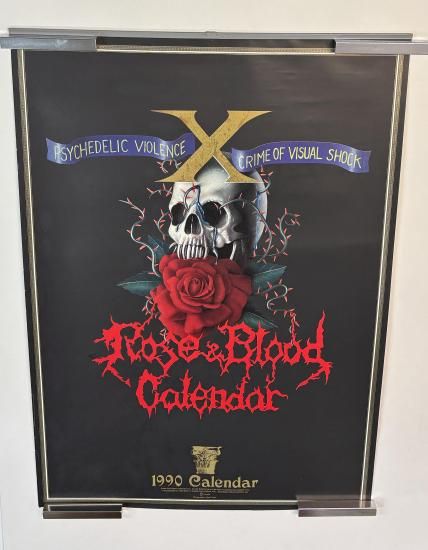 X
PSYCHEDELIC VIOLENCE
CRIME OF VISUAL SHOCK
Rose & Blood
Calendar
1990 Calendar